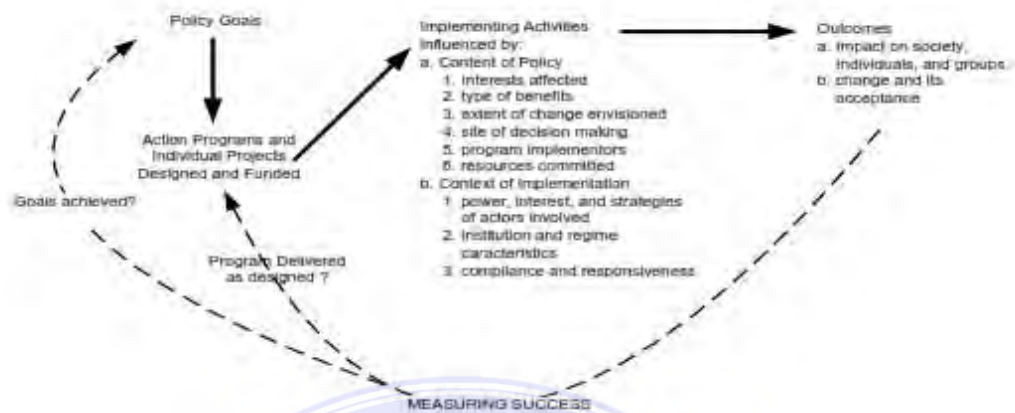 Policy Goals
Action Programs and
Individual Projects
Designed and Funded
Goals achieved?
Program Delivered
as designed ?
Implementing Activities
Influenced by:
a. Content of Policy
1. interests affected
2. type of benefits
3. extent of change envisioned
4. site of decision making
5. program implementors
6. resources committed
b. Context of Implementation
1. power, interest, and strategies
of actors involved
2. institution and regime
caracteristics
3. compliance and responsiveness
Outcomes
a. impact on society,
individuals, and groups
b. change and its
acceptance
MEASURING SUCCESS